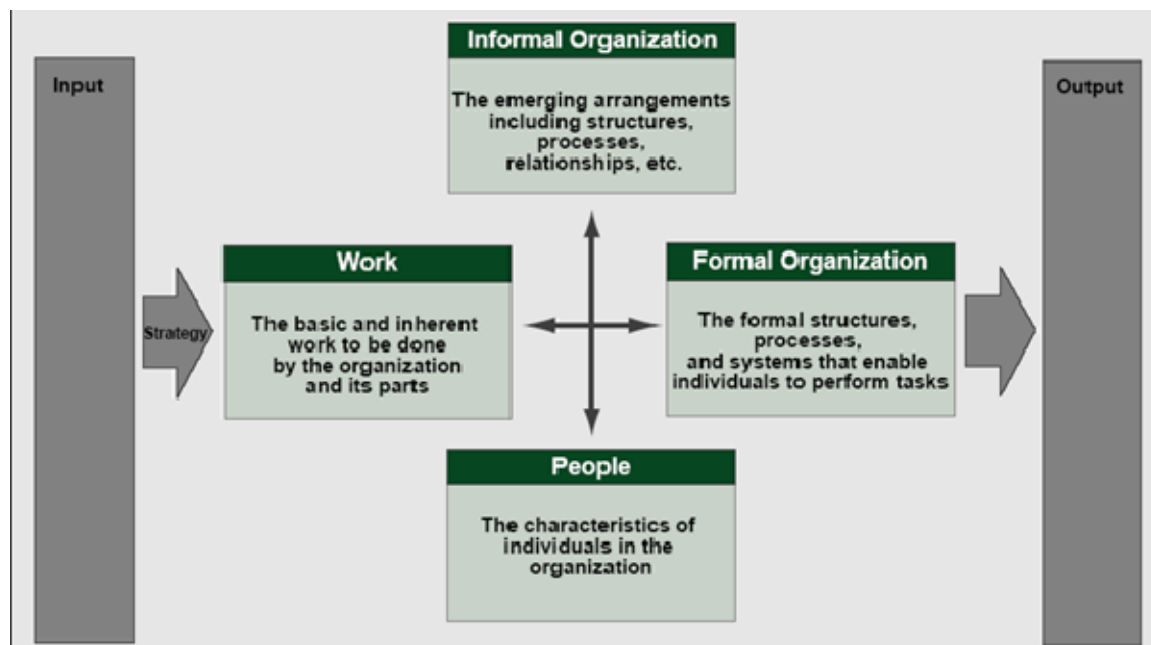 Input
Informal Organization
The emerging arrangements
including structures,
processes,
relationships, etc.
Output
Strategy
Work
The basic and inherent
work to be done
by the organization
and its parts
Formal Organization
The formal structures,
processes,
and systems that enable
individuals to perform tasks
People
The characteristics of
individuals in the
organization